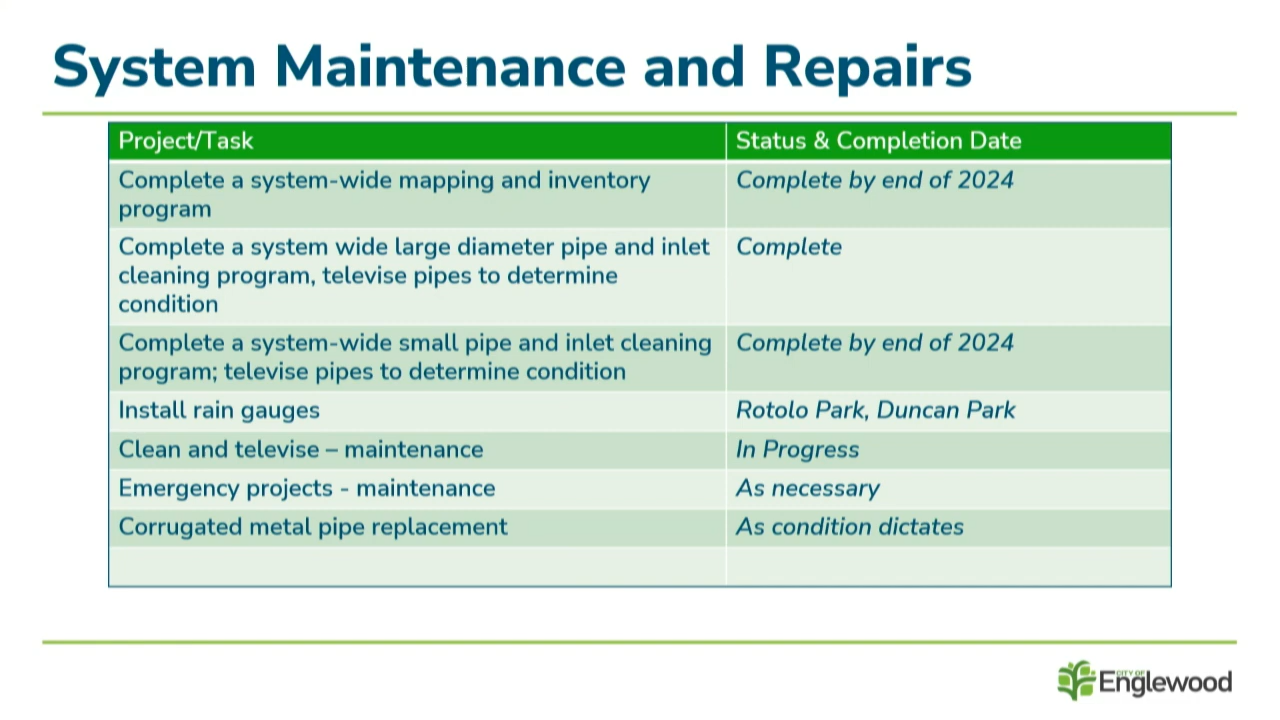 System Maintenance and Repairs
Project/Task
Status & Completion Date
Complete a system-wide mapping and inventory
program
Complete by end of 2024
Complete a system wide large diameter pipe and inlet
cleaning program, televise pipes to determine
condition
Complete
Complete a system-wide small pipe and inlet cleaning
program; televise pipes to determine condition
Complete by end of 2024
Install rain gauges
Rotolo Park, Duncan Park
Clean and televise – maintenance
In Progress
Emergency projects - maintenance
As necessary
Corrugated metal pipe replacement
As condition dictates
CITY OF
Englewood